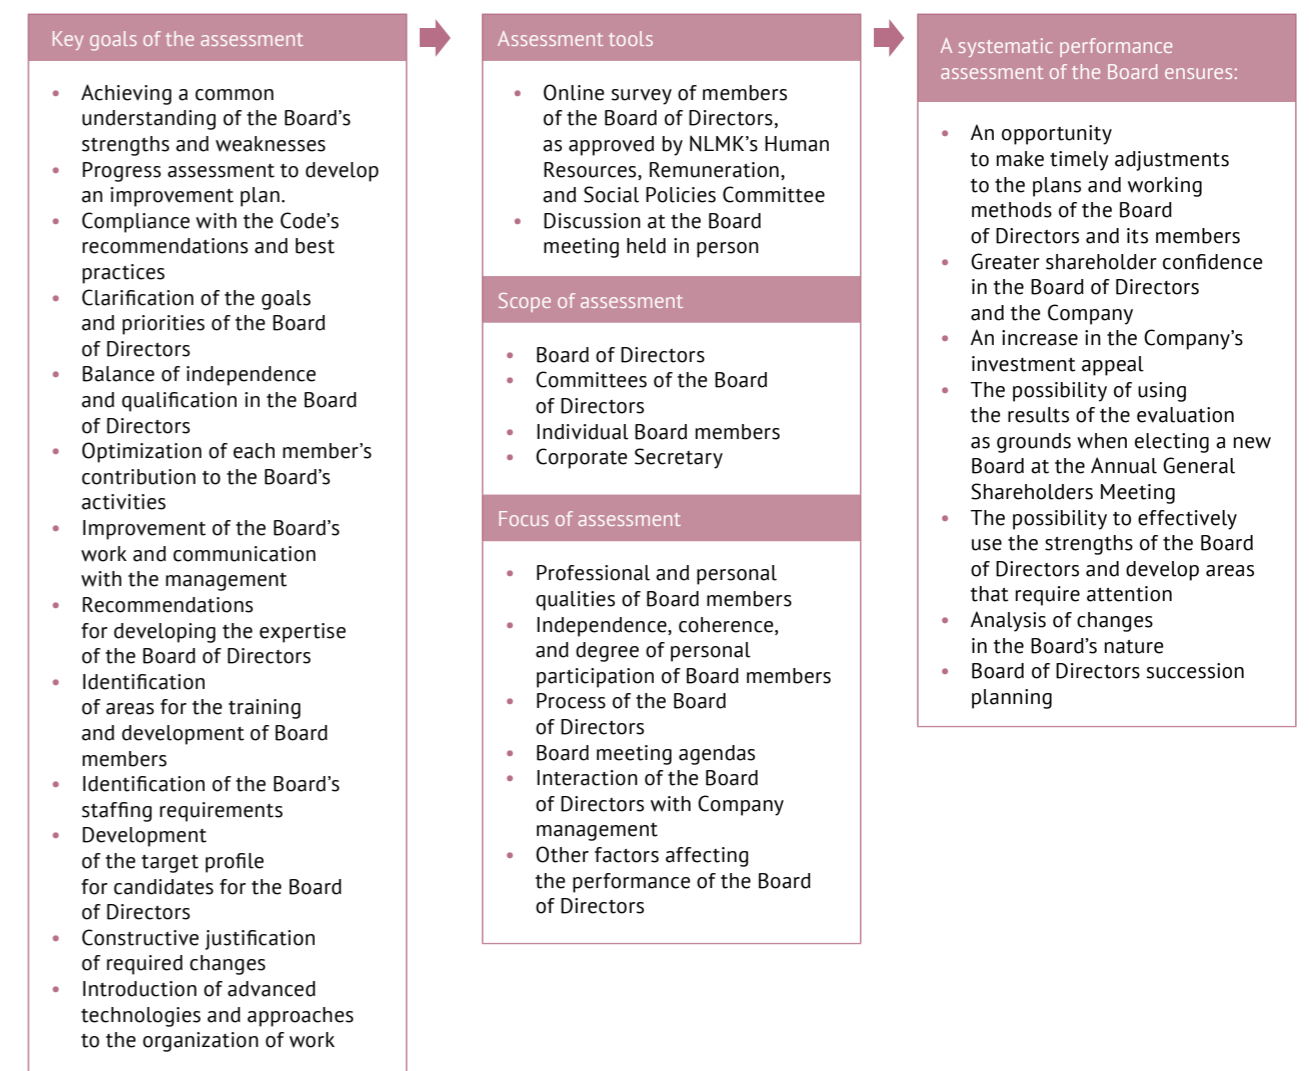 Key goals of the assessment
• Achieving a common
understanding of the Board's
strengths and weaknesses
• Progress assessment to develop
an improvement plan.
• Compliance with the Code's
recommendations and best
practices
• Clarification of the goals
and priorities of the Board
of Directors
• Balance of independence
and qualification in the Board
of Directors
• Optimization of each member's
contribution to the Board's
activities
• Improvement of the Board's
work and communication
with the management
• Recommendations
for developing the expertise
of the Board of Directors
• Identification
of areas for the training
and development of Board
members
• Identification of the Board's
staffing requirements
• Development
of the target profile
for candidates for the Board
of Directors
• Constructive justification
of required changes
• Introduction of advanced
technologies and approaches
to the organization of work
Assessment tools
• Online survey of members
of the Board of Directors,
as approved by NLMK's Human
Resources, Remuneration,
and Social Policies Committee
• Discussion at the Board
meeting held in person
Scope of assessment
• Board of Directors
• Committees of the Board
of Directors
• Individual Board members
• Corporate Secretary
Focus of assessment
• Professional and personal
qualities of Board members
• Independence, coherence,
and degree of personal
participation of Board members
• Process of the Board
of Directors
• Board meeting agendas
• Interaction of the Board
of Directors with Company
management
• Other factors affecting
the performance of the Board
of Directors
A systematic performance
assessment of the Board ensures:
• An opportunity
to make timely adjustments
to the plans and working
methods of the Board
of Directors and its members
• Greater shareholder confidence
in the Board of Directors
and the Company
• An increase in the Company's
investment appeal
• The possibility of using
the results of the evaluation
as grounds when electing a new
Board at the Annual General
Shareholders Meeting
• The possibility to effectively
use the strengths of the Board
of Directors and develop areas
that require attention
• Analysis of changes
in the Board's nature
• Board of Directors succession
planning